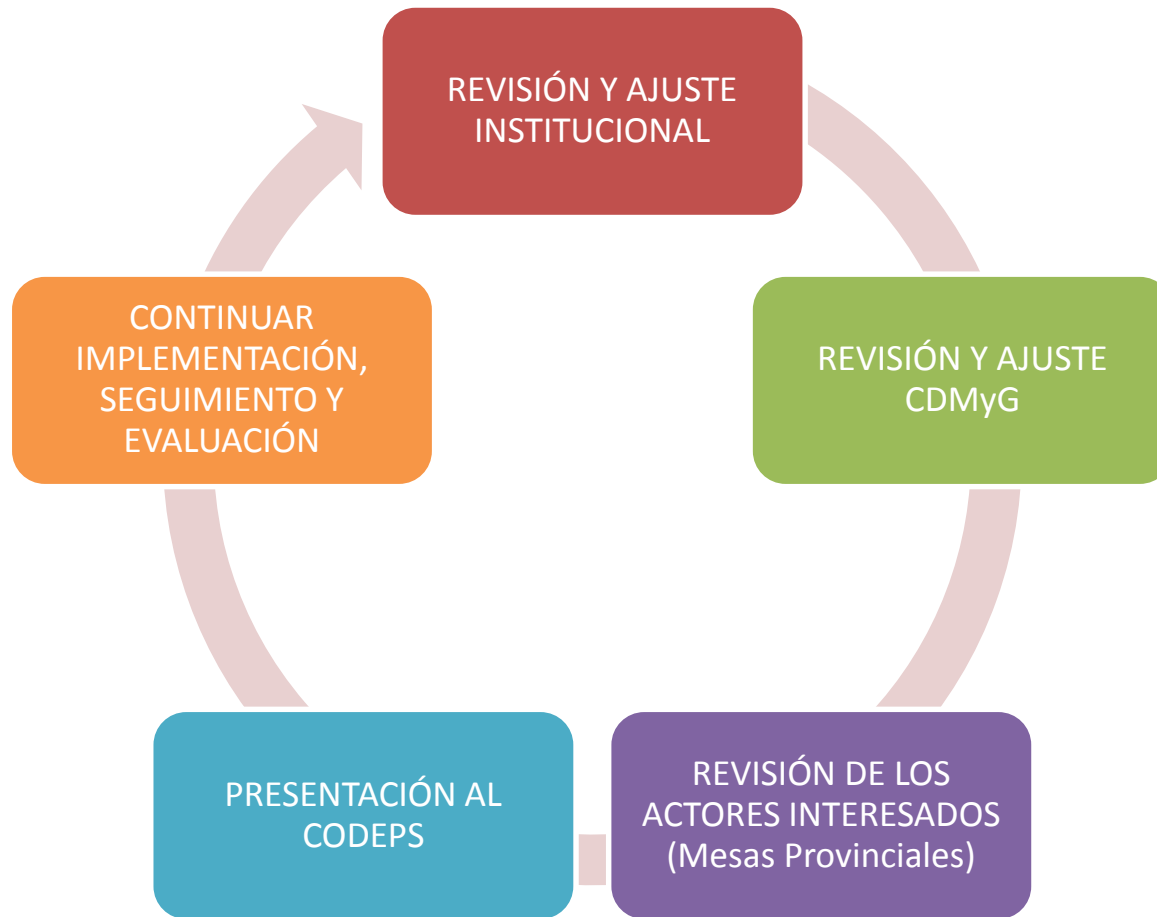 REVISIÓN Y AJUSTE
INSTITUCIONAL
REVISIÓN Y AJUSTE
CDMyG
REVISIÓN DE LOS
ACTORES INTERESADOS
(Mesas Provinciales)
PRESENTACIÓN AL
CODEPS
CONTINUAR
IMPLEMENTACIÓN,
SEGUIMIENTO Y
EVALUACIÓN